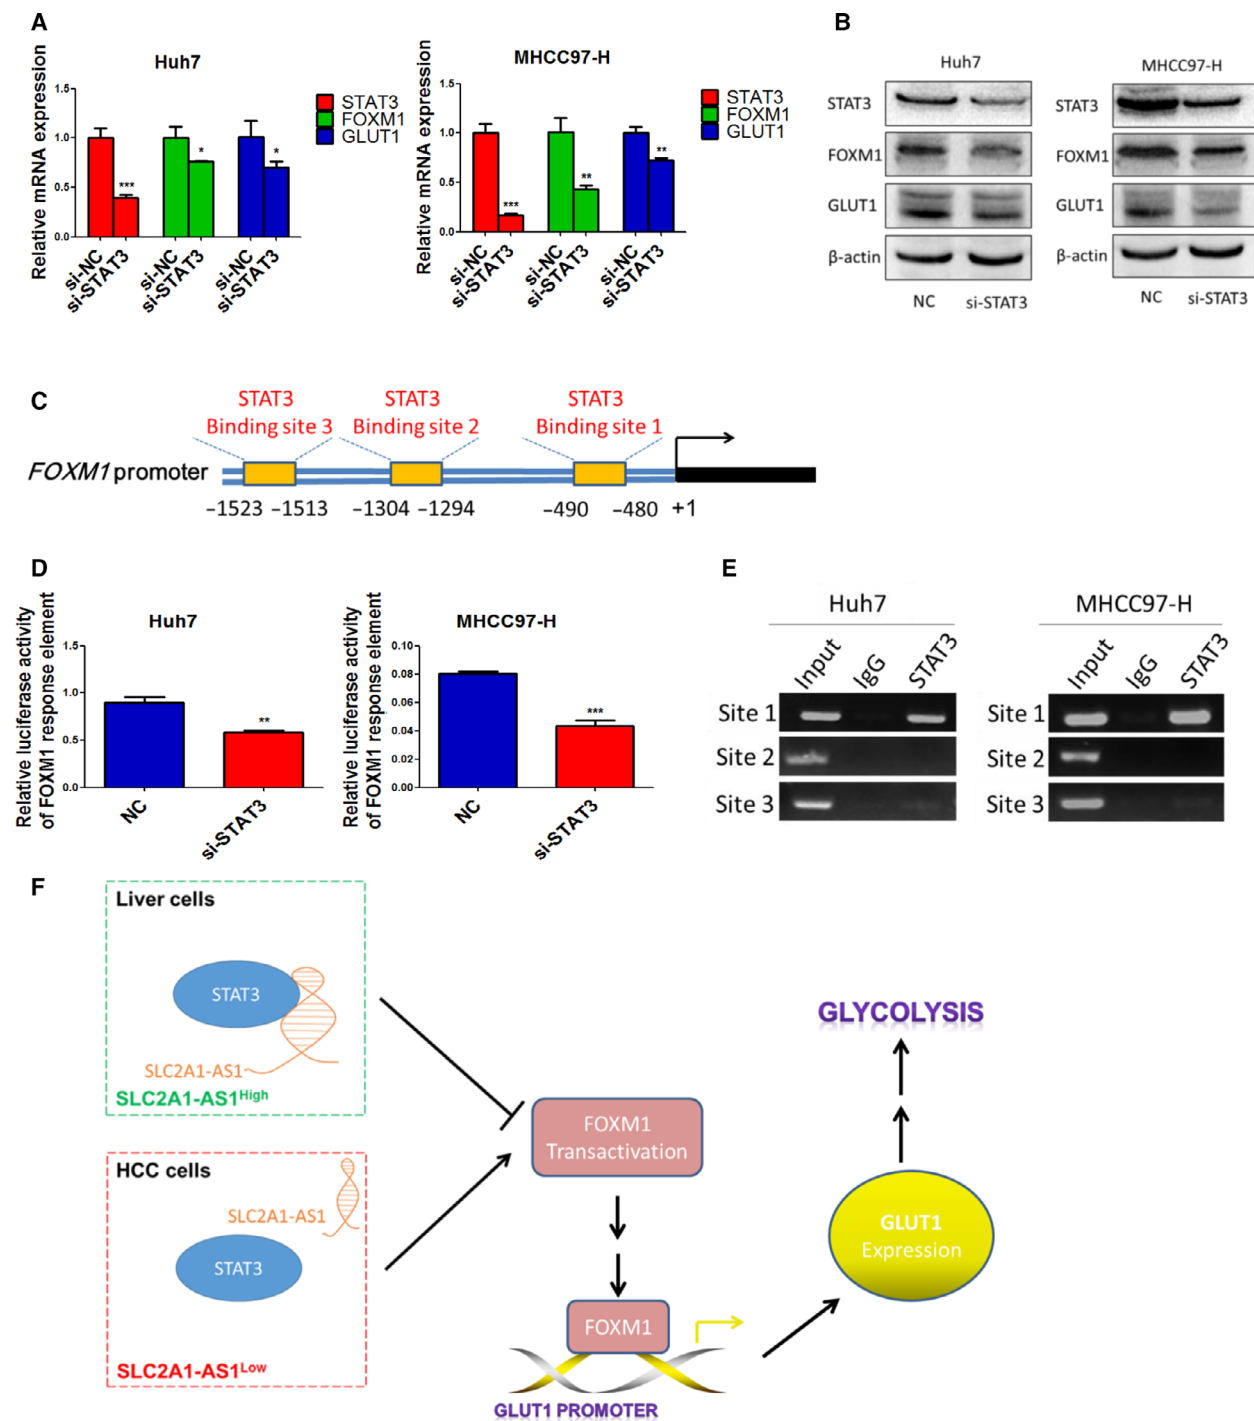 A
Huh7
Relative mRNA expression
1.5
1.0
0.5
0.0
***
*
*
si-NC
si-STAT3
si-NC
si-STAT3
si-NC
si-STAT3
STAT3
FOXM1
GLUT1
MHCC97-H
Relative mRNA expression
1.5
1.0
0.5
0.0
***
**
**
si-NC
si-STAT3
si-NC
si-STAT3
si-NC
si-STAT3
STAT3
FOXM1
GLUT1
B
Huh7
STAT3
FOXM1
GLUT1
β-actin
NC si-STAT3
MHCC97-H
STAT3
FOXM1
GLUT1
β-actin
NC si-STAT3
C
STAT3
Binding site 3
STAT3
Binding site 2
STAT3
Binding site 1
FOXM1 promoter
−1523 −1513 −1304 −1294 −490 −480 +1
D
Huh7
Relative luciferase activity
of FOXM1 response element
1.5
1.0
0.5
0.0
**
NC
si-STAT3
MHCC97-H
Relative luciferase activity
of FOXM1 response element
0.10
0.08
0.06
0.04
0.02
0.00
***
NC
si-STAT3
E
Huh7
Input IgG STAT3
Site 1
Site 2
Site 3
MHCC97-H
Input IgG STAT3
Site 1
Site 2
Site 3
F
Liver cells
STAT3
SLC2A1-AS1
SLC2A1-AS1High
HCC cells
SLC2A1-AS1
STAT3
SLC2A1-AS1Low
FOXM1
Transactivation
FOXM1
GLUT1 PROMOTER
GLUT1
Expression
GLYCOLYSIS